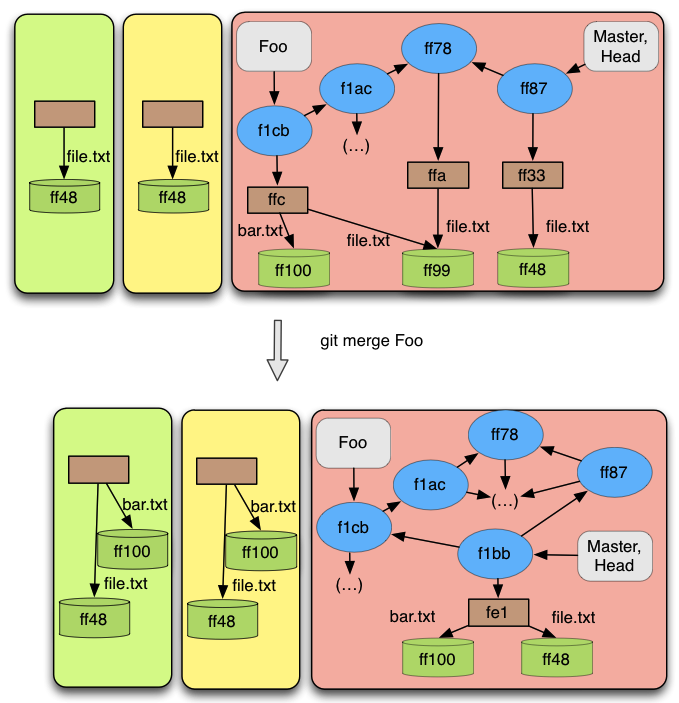 Foo
ff78
Master,
Head
f1ac
ff87
f1cb
(...)
file.txt
file.txt
ffc
ffa
ff33
ff48
ff48
bar.txt
file.txt
file.txt
file.txt
ff100
ff99
ff48
git merge Foo
Foo
ff78
f1ac
ff87
(...)
bar.txt
bar.txt
f1cb
ff100
ff100
f1bb
Master,
Head
file.txt
file.txt
(...)
ff48
ff48
fe1
bar.txt
file.txt
ff100
ff48